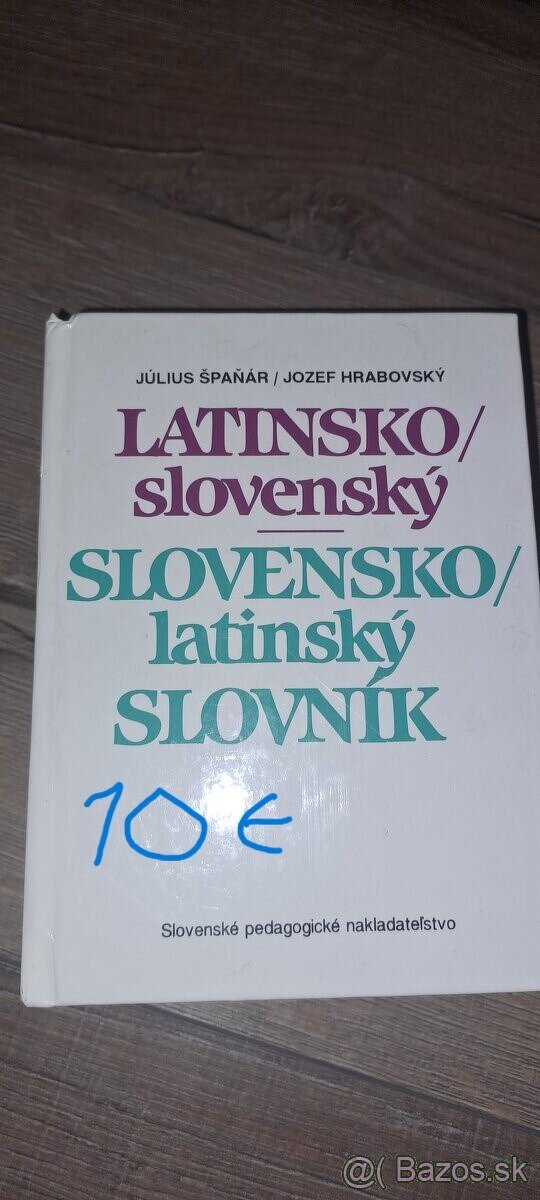 JÚLIUS ŠPAŇÁR / JOZEF HRABOVSKÝ
LATINSKO/
slovenský
SLOVENSKO/
latinský
SLOVNÍK
10 €
Slovenské pedagogické nakladateľstvo
@ Bazos.sk